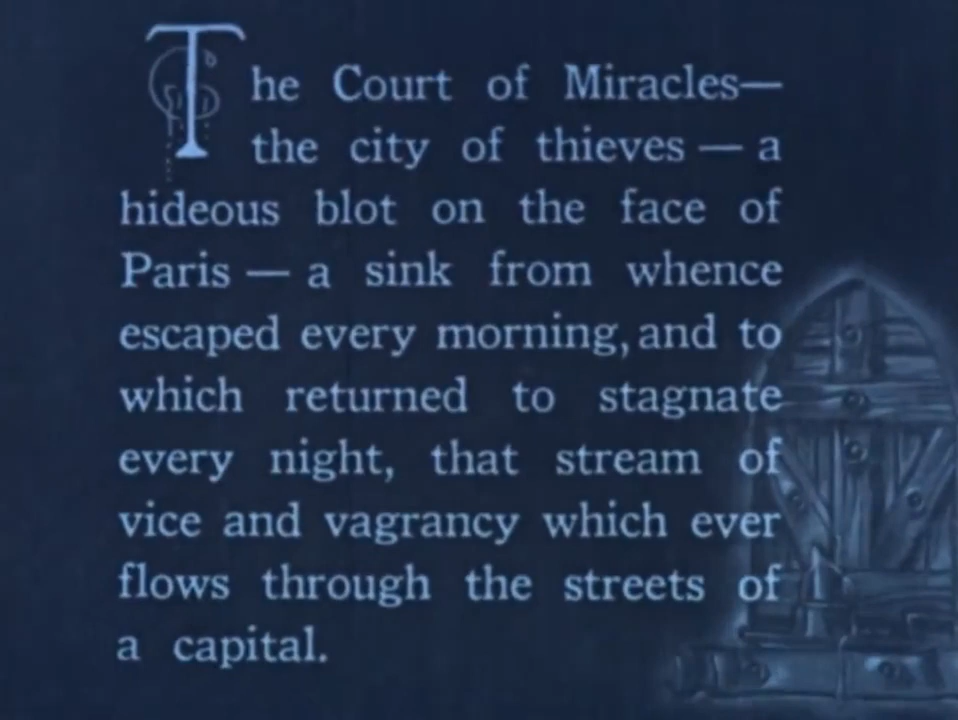 The Court of Miracles—
the city of thieves — a
hideous blot on the face of
Paris — a sink from whence
escaped every morning, and to
which returned to stagnate
every night, that stream of
vice and vagrancy which ever
flows through the streets of
a capital.